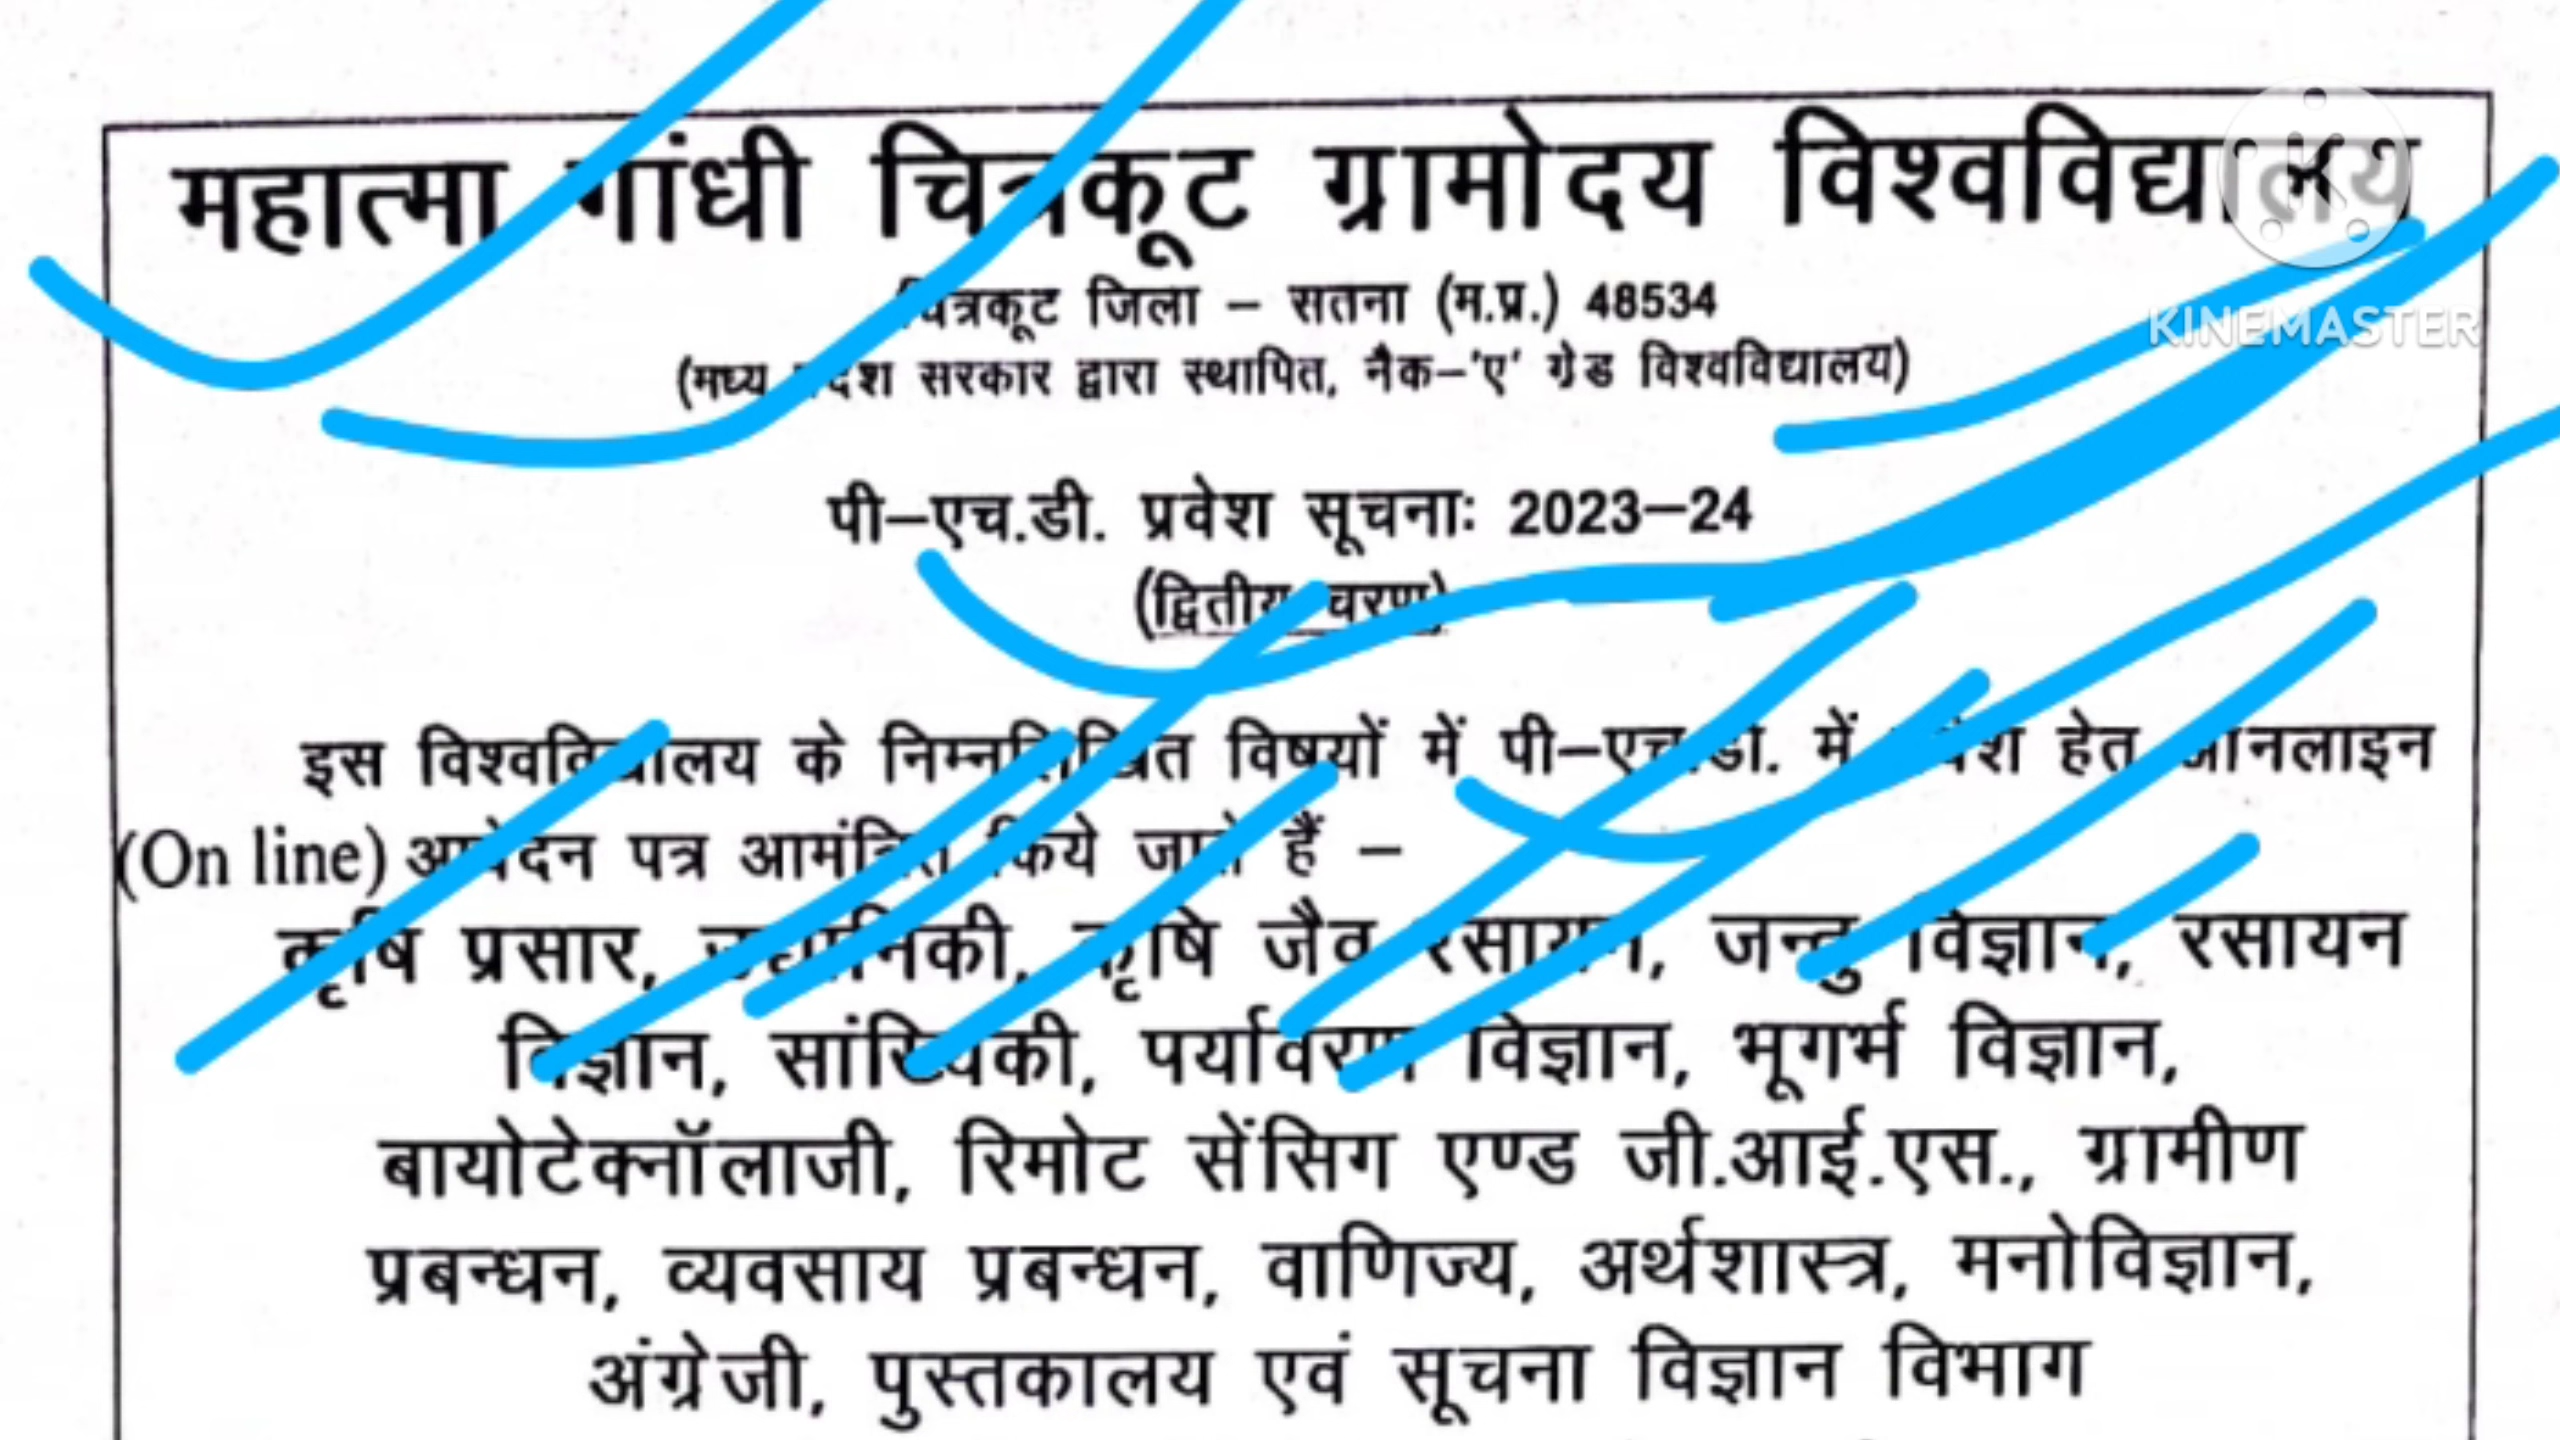 महात्मा गांधी चित्रकूट ग्रामोदय विश्वविद्यालय
चित्रकूट जिला – सतना (म.प्र.) 48534
(मध्य प्रदेश सरकार द्वारा स्थापित, नैक–'ए' ग्रेड विश्वविद्यालय)
KINEMASTER
पी–एच.डी. प्रवेश सूचनाः 2023–24
(द्वितीय चरण)
इस विश्वविद्यालय के निम्नलिखित विषयों में पी–एच.डी. में प्रवेश हेतु ऑनलाइन
(On line) आवेदन पत्र आमंत्रित किये जाते हैं –
कृषि प्रसार, उद्यानिकी, कृषि जैव रसायन, जन्तु विज्ञान, रसायन
विज्ञान, सांख्यिकी, पर्यावरण विज्ञान, भूगर्भ विज्ञान,
बायोटेक्नॉलाजी, रिमोट सेंसिग एण्ड जी.आई.एस., ग्रामीण
प्रबन्धन, व्यवसाय प्रबन्धन, वाणिज्य, अर्थशास्त्र, मनोविज्ञान,
अंग्रेजी, पुस्तकालय एवं सूचना विज्ञान विभाग